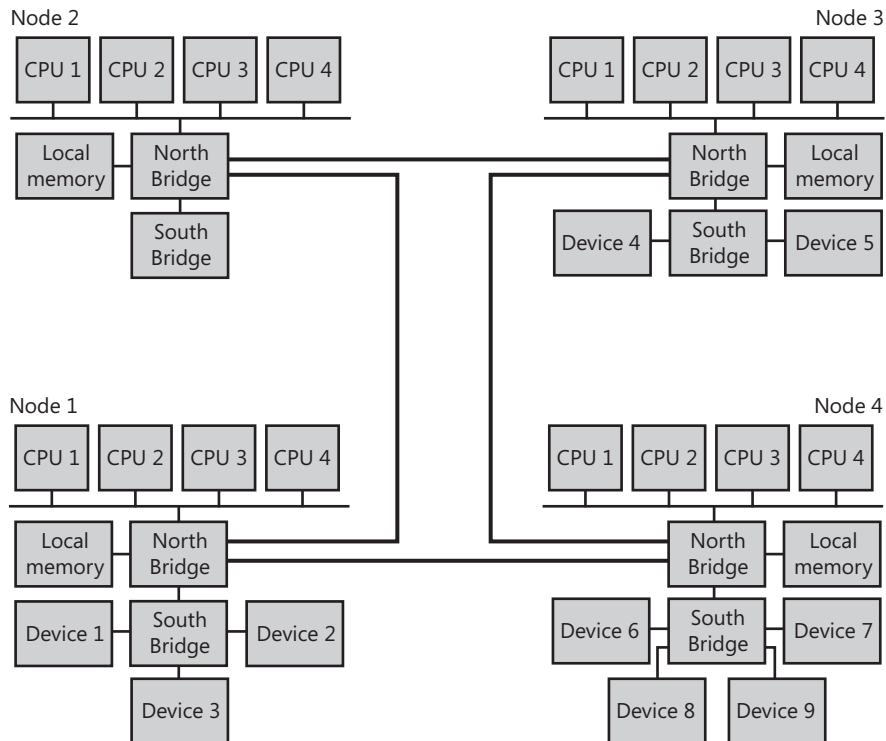 Node 2
Node 3
CPU 1 CPU 2 CPU 3 CPU 4
CPU 1 CPU 2 CPU 3 CPU 4
Local
memory
North
Bridge
South
Bridge
North
Bridge
Local
memory
Device 4
South
Bridge
Device 5
Node 1
Node 4
CPU 1 CPU 2 CPU 3 CPU 4
CPU 1 CPU 2 CPU 3 CPU 4
Local
memory
North
Bridge
Device 1
South
Bridge
Device 2
Device 3
North
Bridge
Local
memory
Device 6
South
Bridge
Device 7
Device 8
Device 9